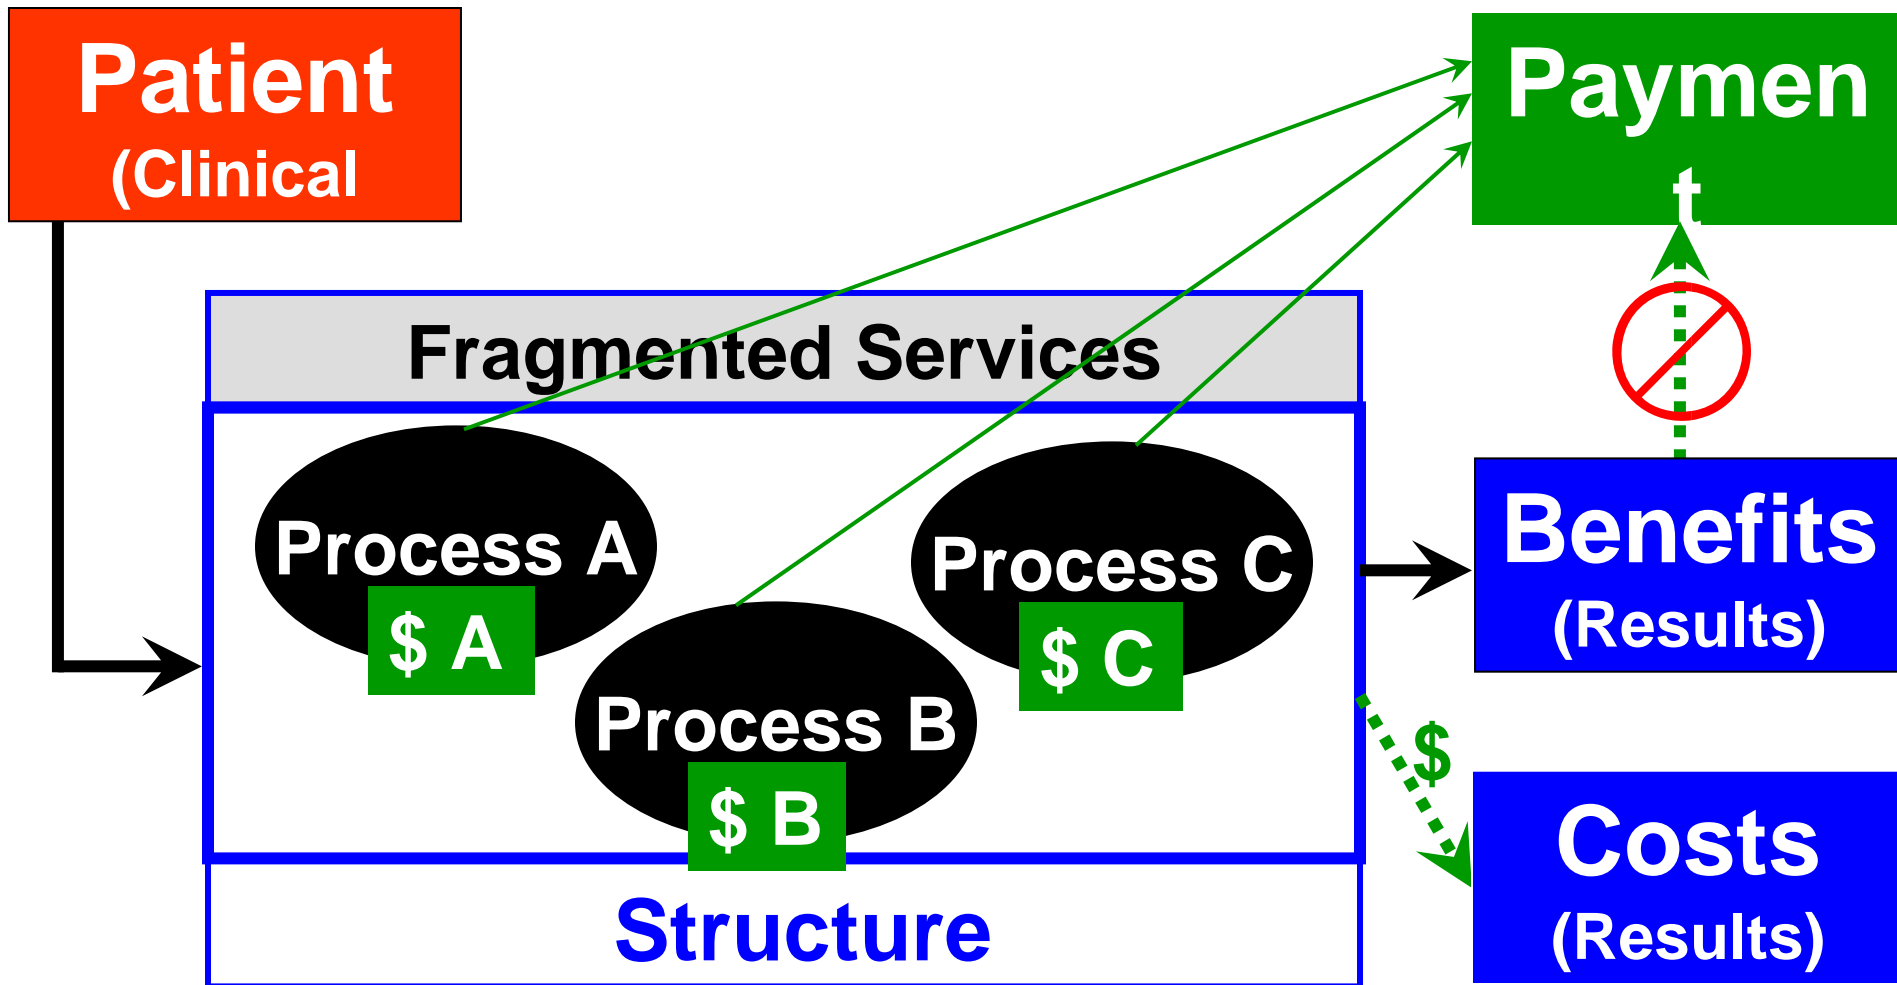 Patient
(Clinical
Paymen
t
Fragmented Services
Process A
$ A
Process B
$ B
Process C
$ C
Structure
Benefits
(Results)
$
Costs
(Results)